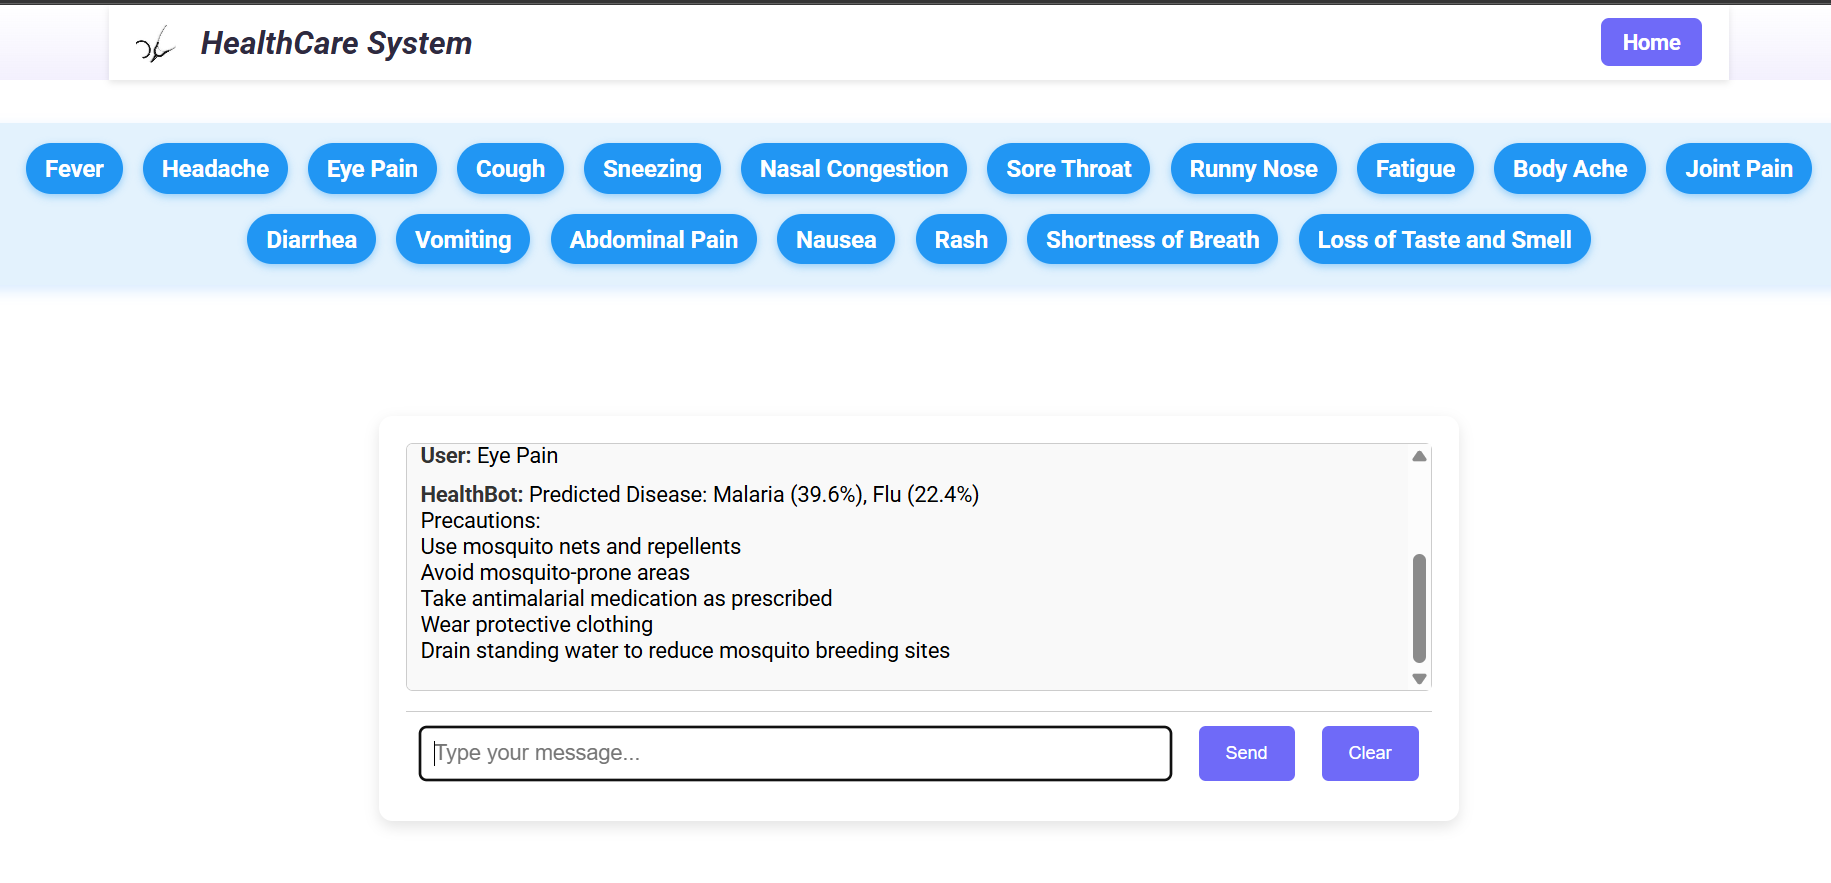 HealthCare System
Home
Fever Headache Eye Pain Cough Sneezing Nasal Congestion Sore Throat Runny Nose Fatigue Body Ache Joint Pain
Diarrhea Vomiting Abdominal Pain Nausea Rash Shortness of Breath Loss of Taste and Smell
User: Eye Pain
HealthBot: Predicted Disease: Malaria (39.6%), Flu (22.4%)
Precautions:
Use mosquito nets and repellents
Avoid mosquito-prone areas
Take antimalarial medication as prescribed
Wear protective clothing
Drain standing water to reduce mosquito breeding sites
Type your message...
Send Clear